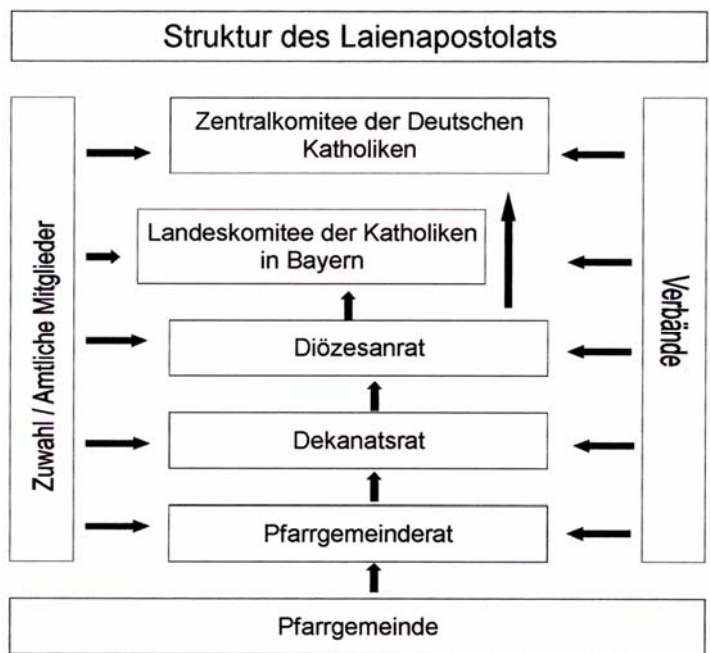 Struktur des Laienapostolats
Zuwahl / Amtliche Mitglieder
Zentralkomitee der Deutschen
Katholiken
Landeskomitee der Katholiken
in Bayern
Diözesanrat
Dekanatsrat
Pfarrgemeinderat
Verbände
Pfarrgemeinde